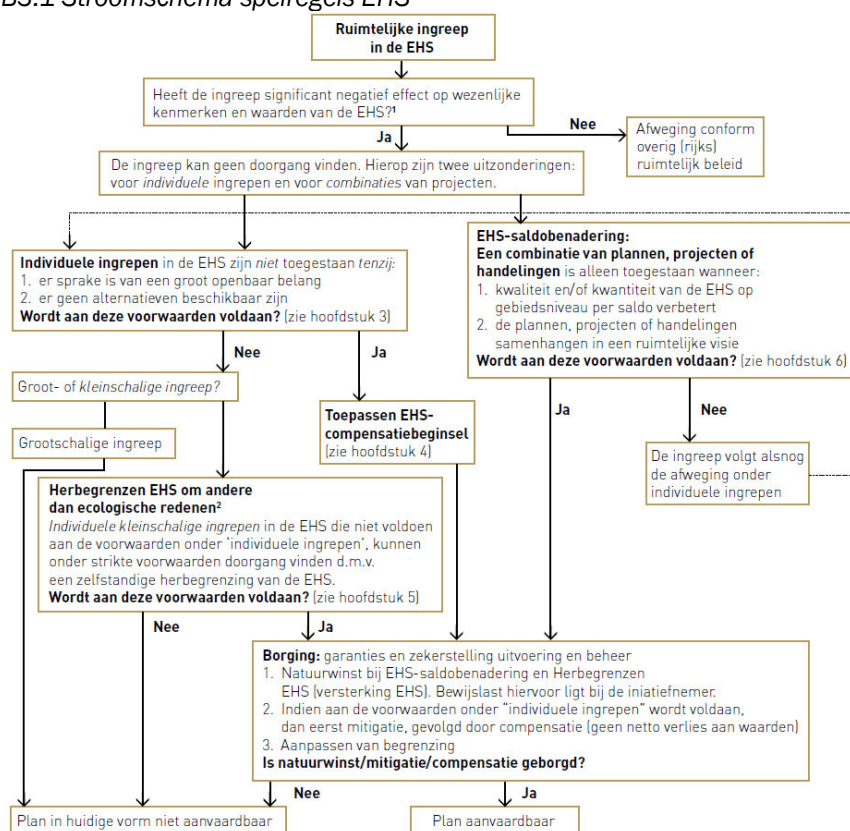 B3.1 Stroomschema spelregels EHS
Ruimtelijke ingreep
in de EHS
Heeft de ingreep significant negatief effect op wezenlijke
kenmerken en waarden van de EHS?¹
Nee
Afweging conform
overig (rijks)
ruimtelijk beleid
Ja
De ingreep kan geen doorgang vinden. Hierop zijn twee uitzonderingen:
voor individuele ingrepen en voor combinaties van projecten.
Individuele ingrepen in de EHS zijn niet toegestaan tenzij:
1. er sprake is van een groot openbaar belang
2. er geen alternatieven beschikbaar zijn
Wordt aan deze voorwaarden voldaan? (zie hoofdstuk 3)
EHS-saldobenadering:
Een combinatie van plannen, projecten of
handelingen is alleen toegestaan wanneer:
1. kwaliteit en/of kwantiteit van de EHS op
gebiedsniveau per saldo verbetert
2. de plannen, projecten of handelingen
samenhangen in een ruimtelijke visie
Wordt aan deze voorwaarden voldaan? (zie hoofdstuk 6)
Nee
Ja
Groot- of kleinschalige ingreep?
Grootschalige ingreep
Toepassen EHS-
compensatiebeginsel
(zie hoofdstuk 4)
Ja
Nee
De ingreep volgt alsnog
de afweging onder
individuele ingrepen
Herbegrenzen EHS om andere
dan ecologische redenen²
Individuele kleinschalige ingrepen in de EHS die niet voldoen
aan de voorwaarden onder 'individuele ingrepen', kunnen
onder strikte voorwaarden doorgang vinden d.m.v.
een zelfstandige herbegrenzing van de EHS.
Wordt aan deze voorwaarden voldaan? (zie hoofdstuk 5)
Nee
Ja
Borging: garanties en zekerstelling uitvoering en beheer
1. Natuurwinst bij EHS-saldobenadering en Herbegrenzen
EHS (versterking EHS). Bewijslast hiervoor ligt bij de iniatiefnemer.
2. Indien aan de voorwaarden onder "individuele ingrepen" wordt voldaan,
dan eerst mitigatie, gevolgd door compensatie (geen netto verlies aan waarden)
3. Aanpassen van begrenzing
Is natuurwinst/mitigatie/compensatie geborgd?
Nee
Ja
Plan in huidige vorm niet aanvaardbaar
Plan aanvaardbaar